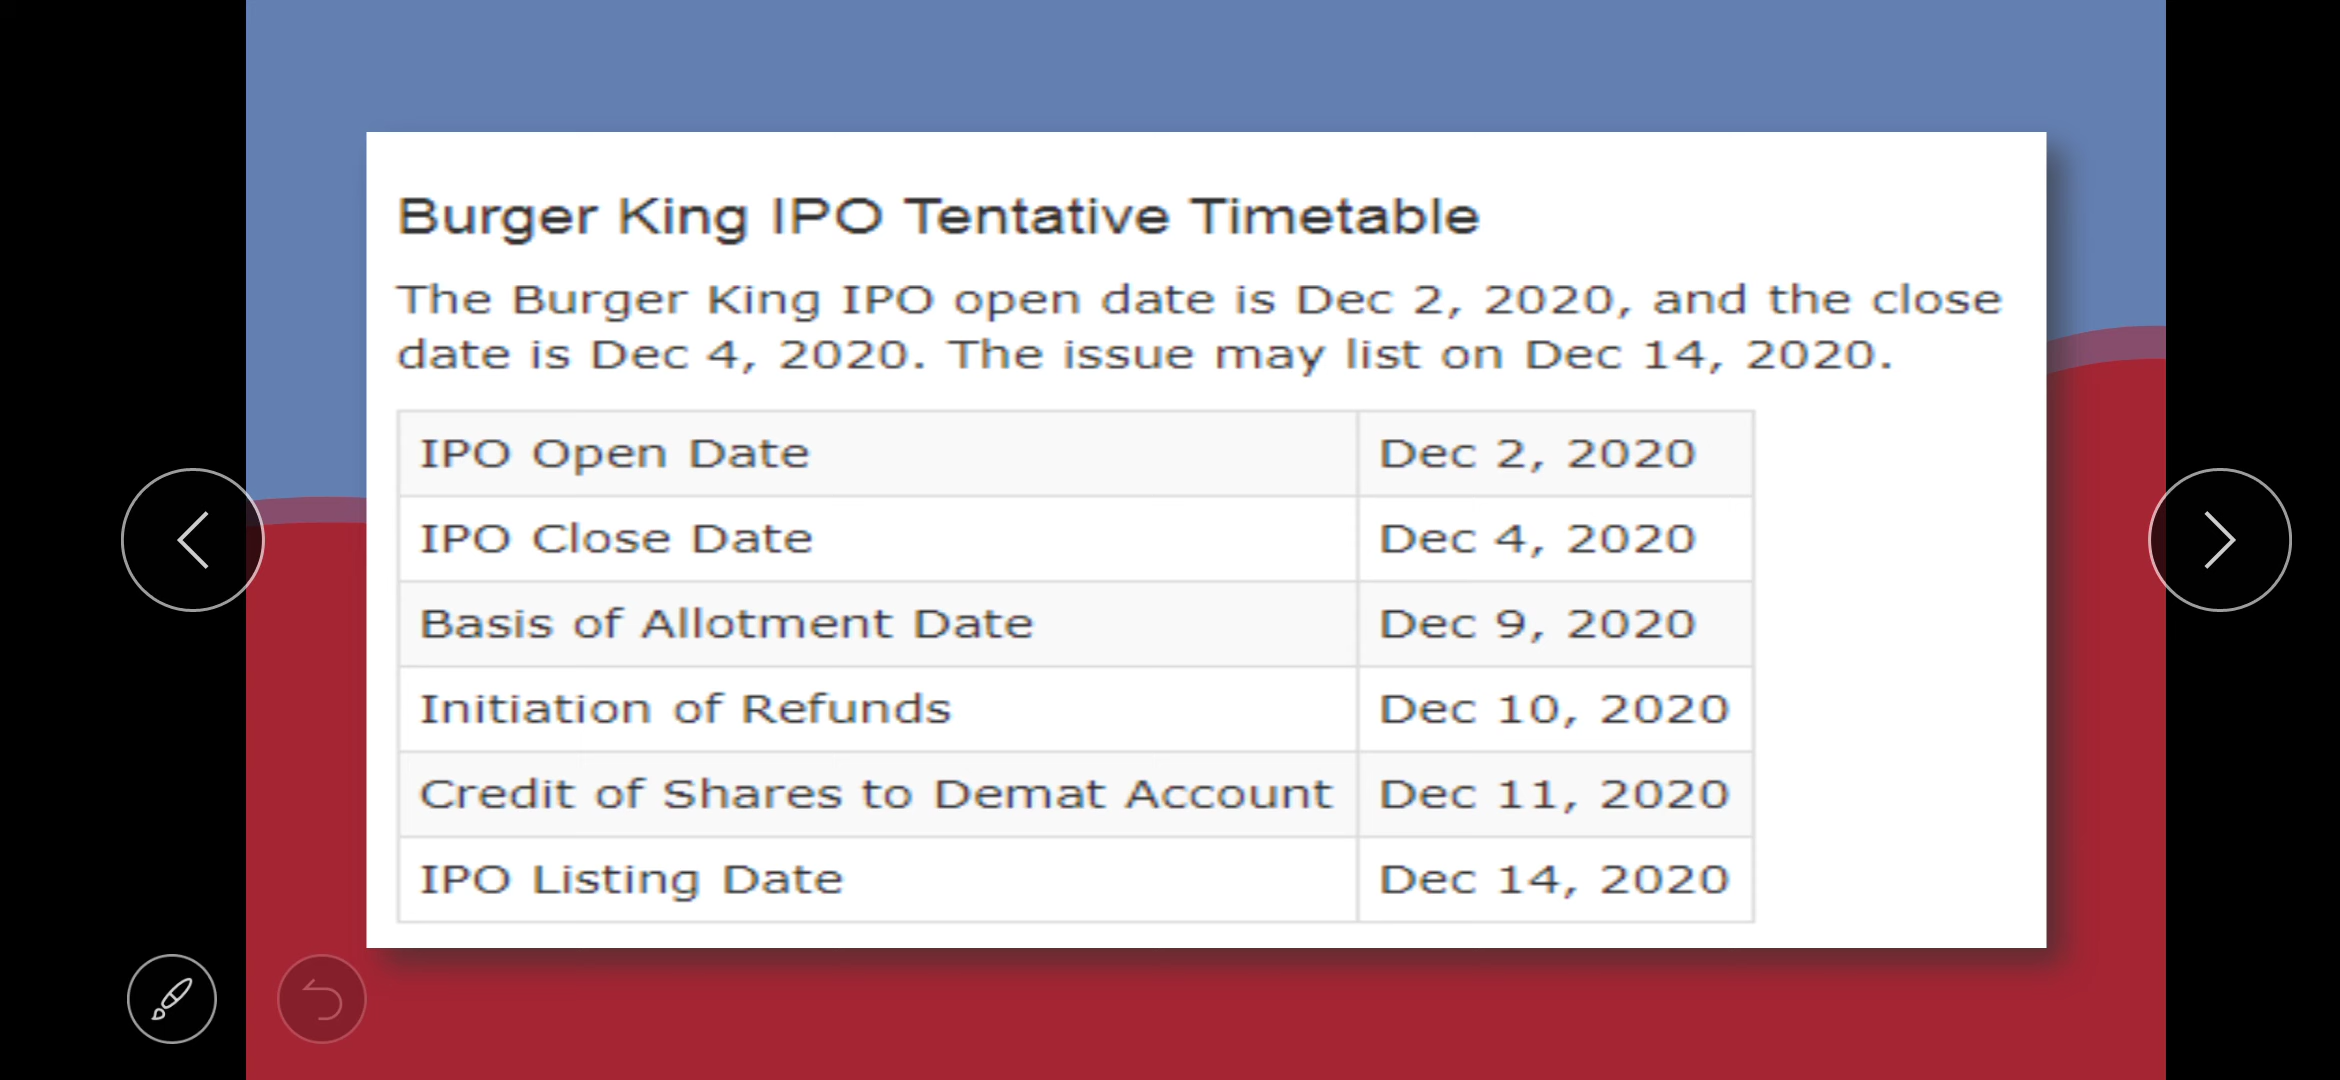 Burger King IPO Tentative Timetable
The Burger King IPO open date is Dec 2, 2020, and the close
date is Dec 4, 2020. The issue may list on Dec 14, 2020.
IPO Open Date Dec 2, 2020
IPO Close Date Dec 4, 2020
Basis of Allotment Date Dec 9, 2020
Initiation of Refunds Dec 10, 2020
Credit of Shares to Demat Account Dec 11, 2020
IPO Listing Date Dec 14, 2020